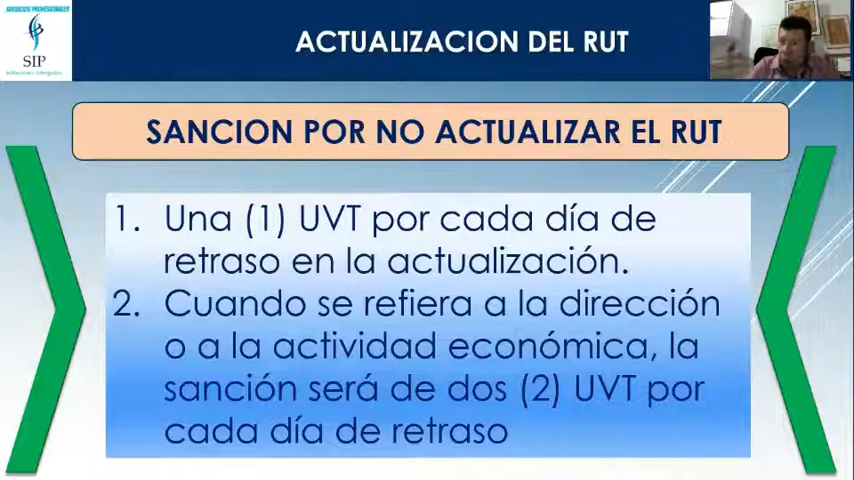 SERVICIOS PROFESIONALES
SIP
ACTUALIZACION DEL RUT
SANCION POR NO ACTUALIZAR EL RUT
1. Una (1) UVT por cada día de
retraso en la actualización.
2. Cuando se refiera a la dirección
o a la actividad económica, la
sanción será de dos (2) UVT por
cada día de retraso